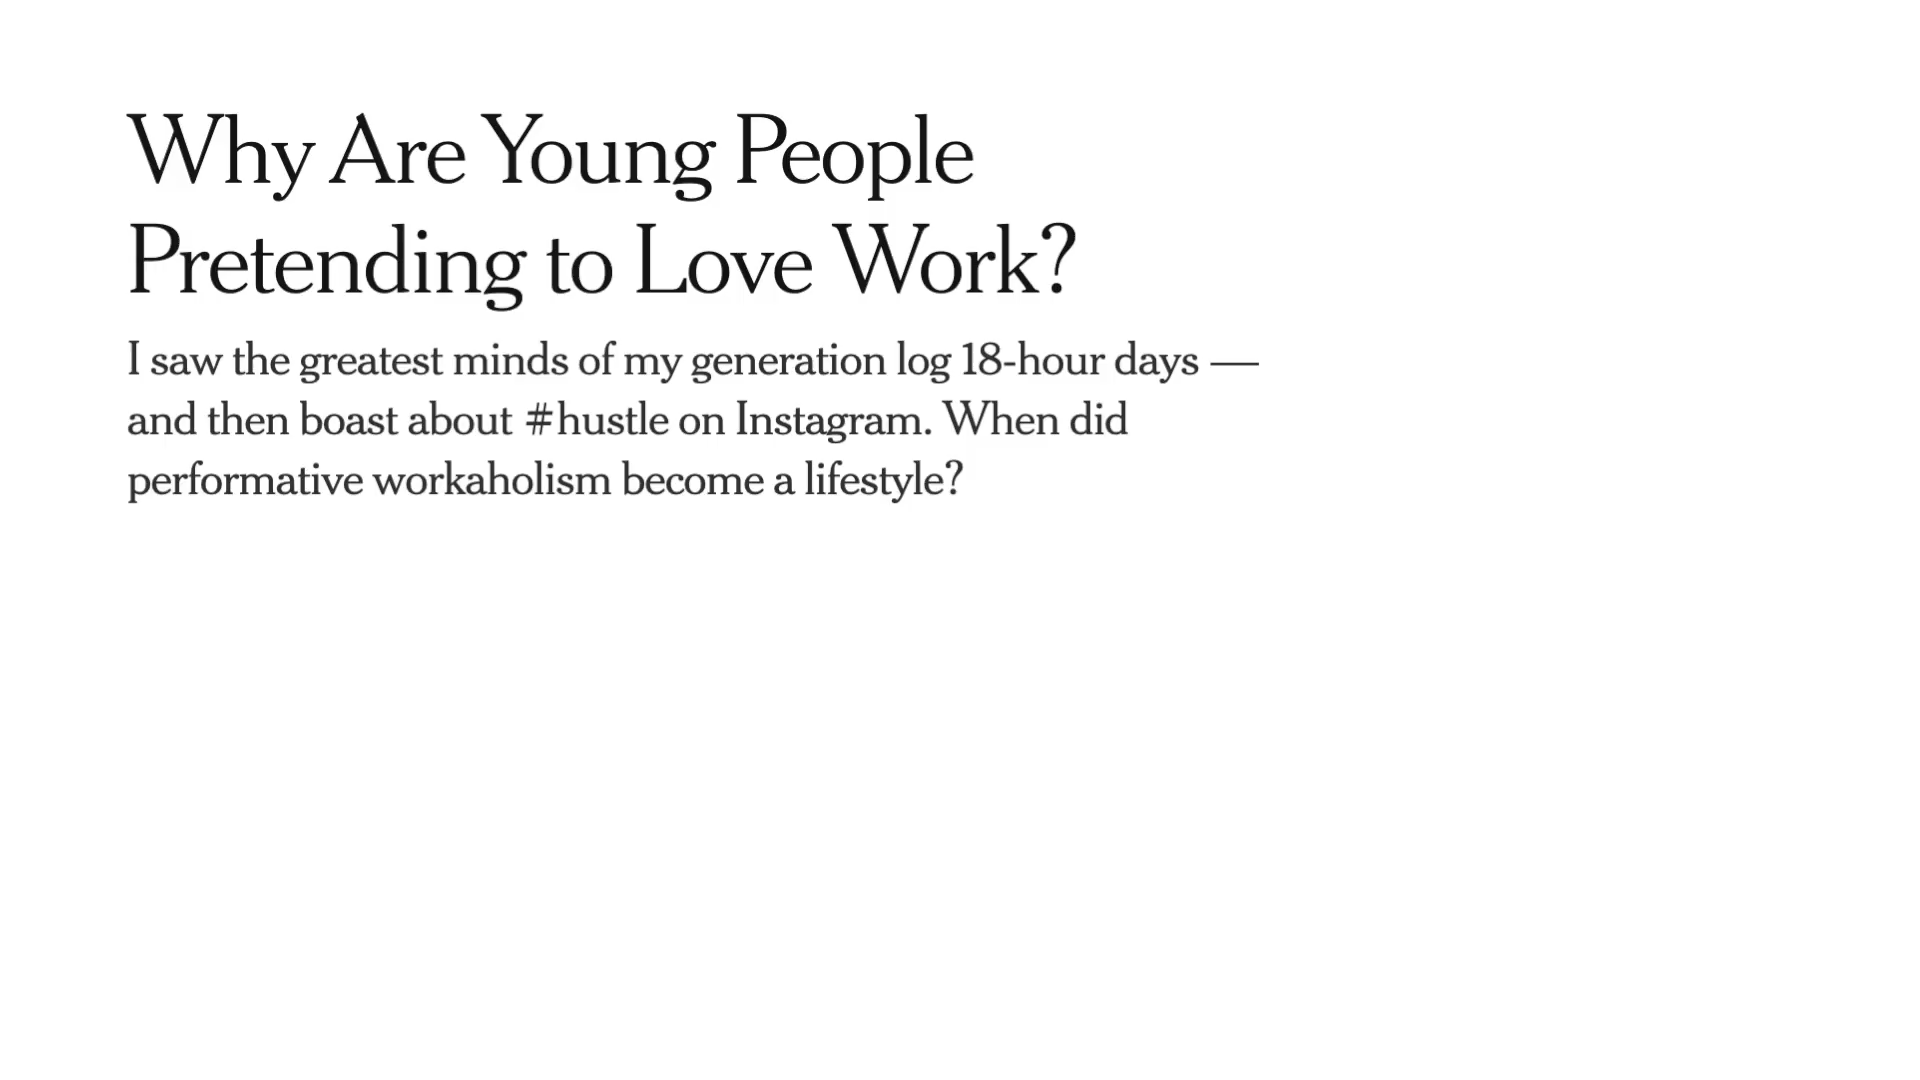 Why Are Young People
Pretending to Love Work?
I saw the greatest minds of my generation log 18-hour days —
and then boast about #hustle on Instagram. When did
performative workaholism become a lifestyle?